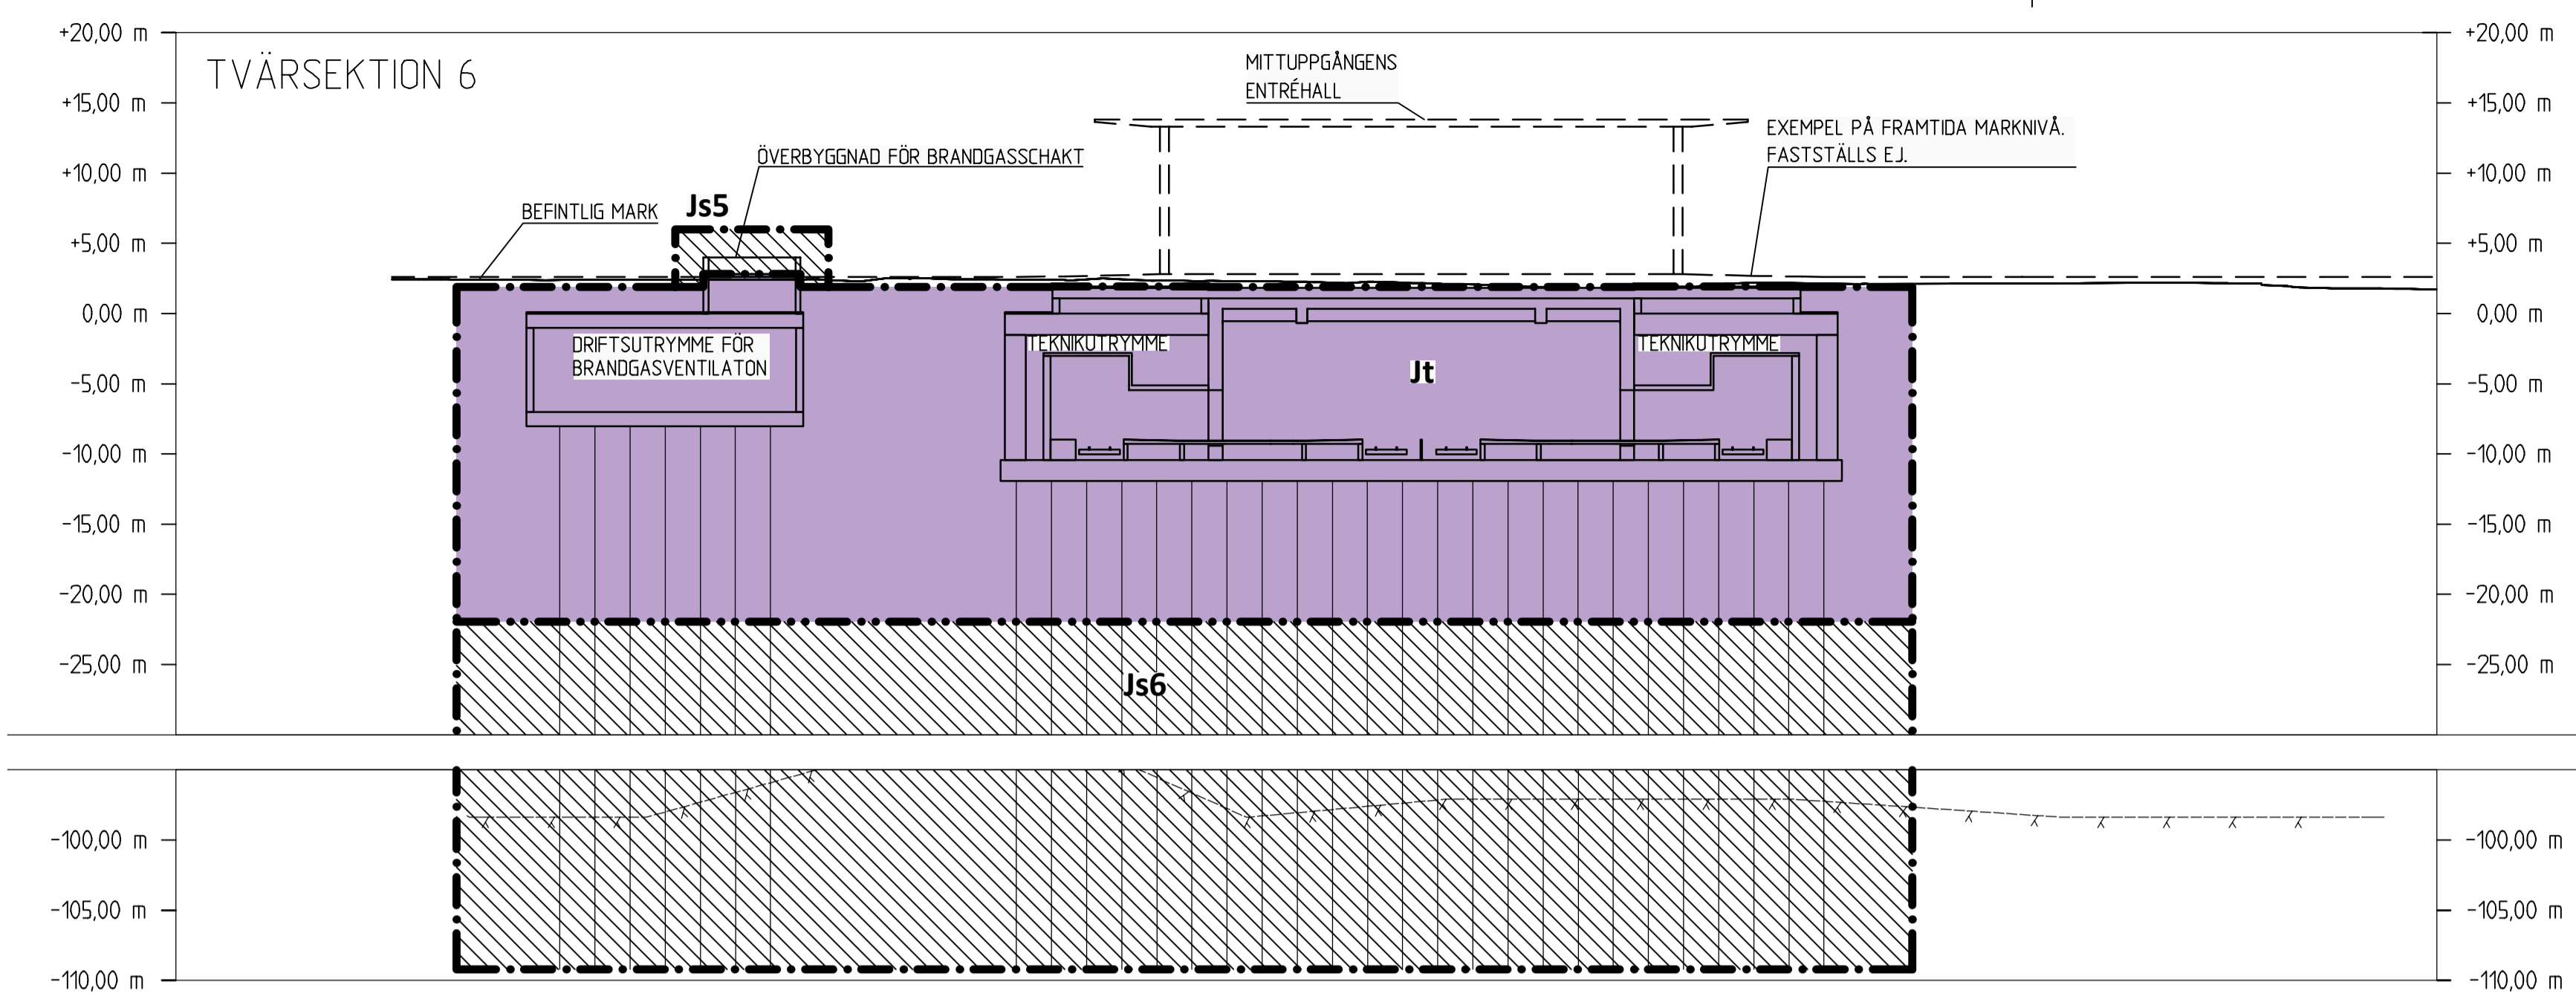 +20,00 m
+20,00 m
TVÄRSEKTION 6
MITTUPPGÅNGENS
ENTRÉHALL
+15,00 m
+15,00 m
EXEMPEL PÅ FRAMTIDA MARKNIVÅ.
FASTSTÄLLS EJ.
ÖVERBYGGNAD FÖR BRANDGASSCHAKT
+10,00 m
+10,00 m
Js5
BEFINTLIG MARK
+5,00 m
+5,00 m
0,00 m
0,00 m
DRIFTSUTRYMME FÖR
BRANDGASVENTILATON
TEKNIKUTRYMME
TEKNIKUTRYMME
Jt
-5,00 m
-5,00 m
-10,00 m
-10,00 m
-15,00 m
-15,00 m
-20,00 m
-20,00 m
-25,00 m
-25,00 m
Js6
-100,00 m
-100,00 m
-105,00 m
-105,00 m
-110,00 m
-110,00 m